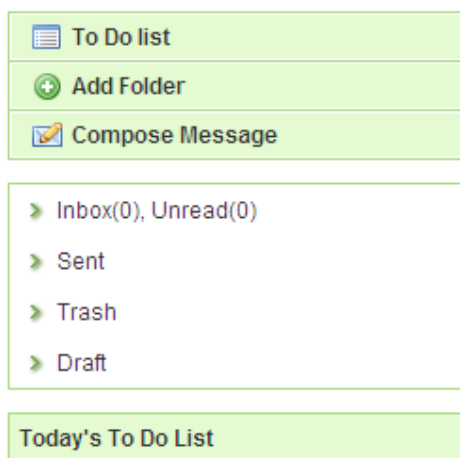 To Do list
Add Folder
Compose Message
Inbox(0), Unread(0)
Sent
Trash
Draft
Today's To Do List